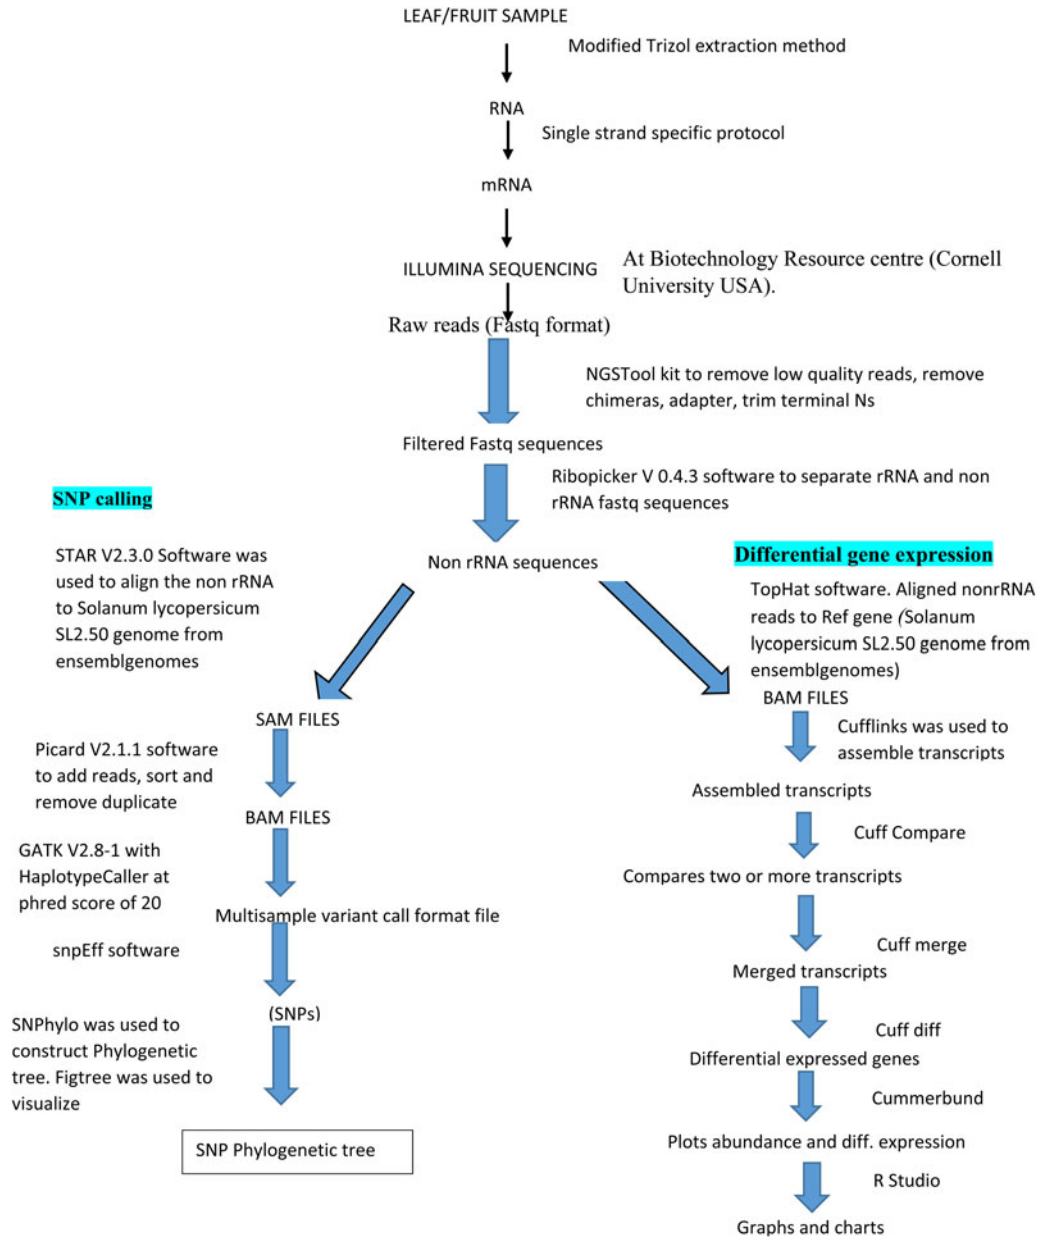 LEAF/FRUIT SAMPLE
Modified Trizol extraction method
RNA
Single strand specific protocol
mRNA
ILLUMINA SEQUENCING
At Biotechnology Resource centre (Cornell
University USA).
Raw reads (Fastq format)
NGSTool kit to remove low quality reads, remove
chimeras, adapter, trim terminal Ns
Filtered Fastq sequences
Ribopicker V 0.4.3 software to separate rRNA and non
rRNA fastq sequences
Non rRNA sequences
SNP calling
STAR V2.3.0 Software was
used to align the non rRNA
to Solanum lycopersicum
SL2.50 genome from
ensemblgenomes
SAM FILES
Picard V2.1.1 software
to add reads, sort and
remove duplicate
BAM FILES
GATK V2.8-1 with
HaplotypeCaller at
phred score of 20
Multisample variant call format file
snpEff software
(SNPs)
SNPhylo was used to
construct Phylogenetic
tree. Figtree was used to
visualize
SNP Phylogenetic tree
Differential gene expression
TopHat software. Aligned nonrRNA
reads to Ref gene (Solanum
lycopersicum SL2.50 genome from
ensemblgenomes)
BAM FILES
Cufflinks was used to
assemble transcripts
Assembled transcripts
Cuff Compare
Compares two or more transcripts
Cuff merge
Merged transcripts
Cuff diff
Differential expressed genes
Cummerbund
Plots abundance and diff. expression
R Studio
Graphs and charts